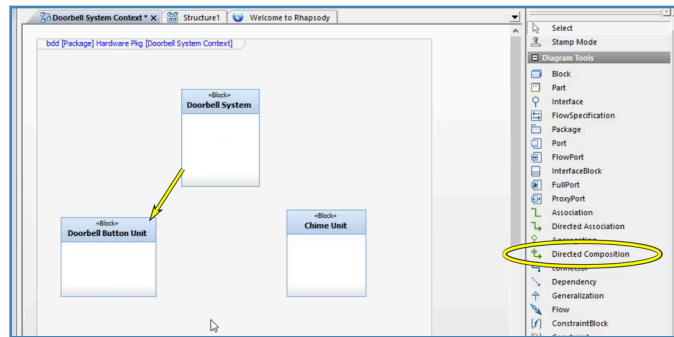 Doorbell System Context * X
Structure1
Welcome to Rhapsody
bdd [Package] Hardware Pkg [Doorbell System Context]
«Block»
Doorbell System
«Block»
Doorbell Button Unit
«Block»
Chime Unit
Select
Stamp Mode
Diagram Tools
Block
Part
Interface
FlowSpecification
Package
Port
FlowPort
InterfaceBlock
FullPort
ProxyPort
Association
Directed Association
Aggregation
Directed Composition
Connector
Dependency
Generalization
Flow
ConstraintBlock